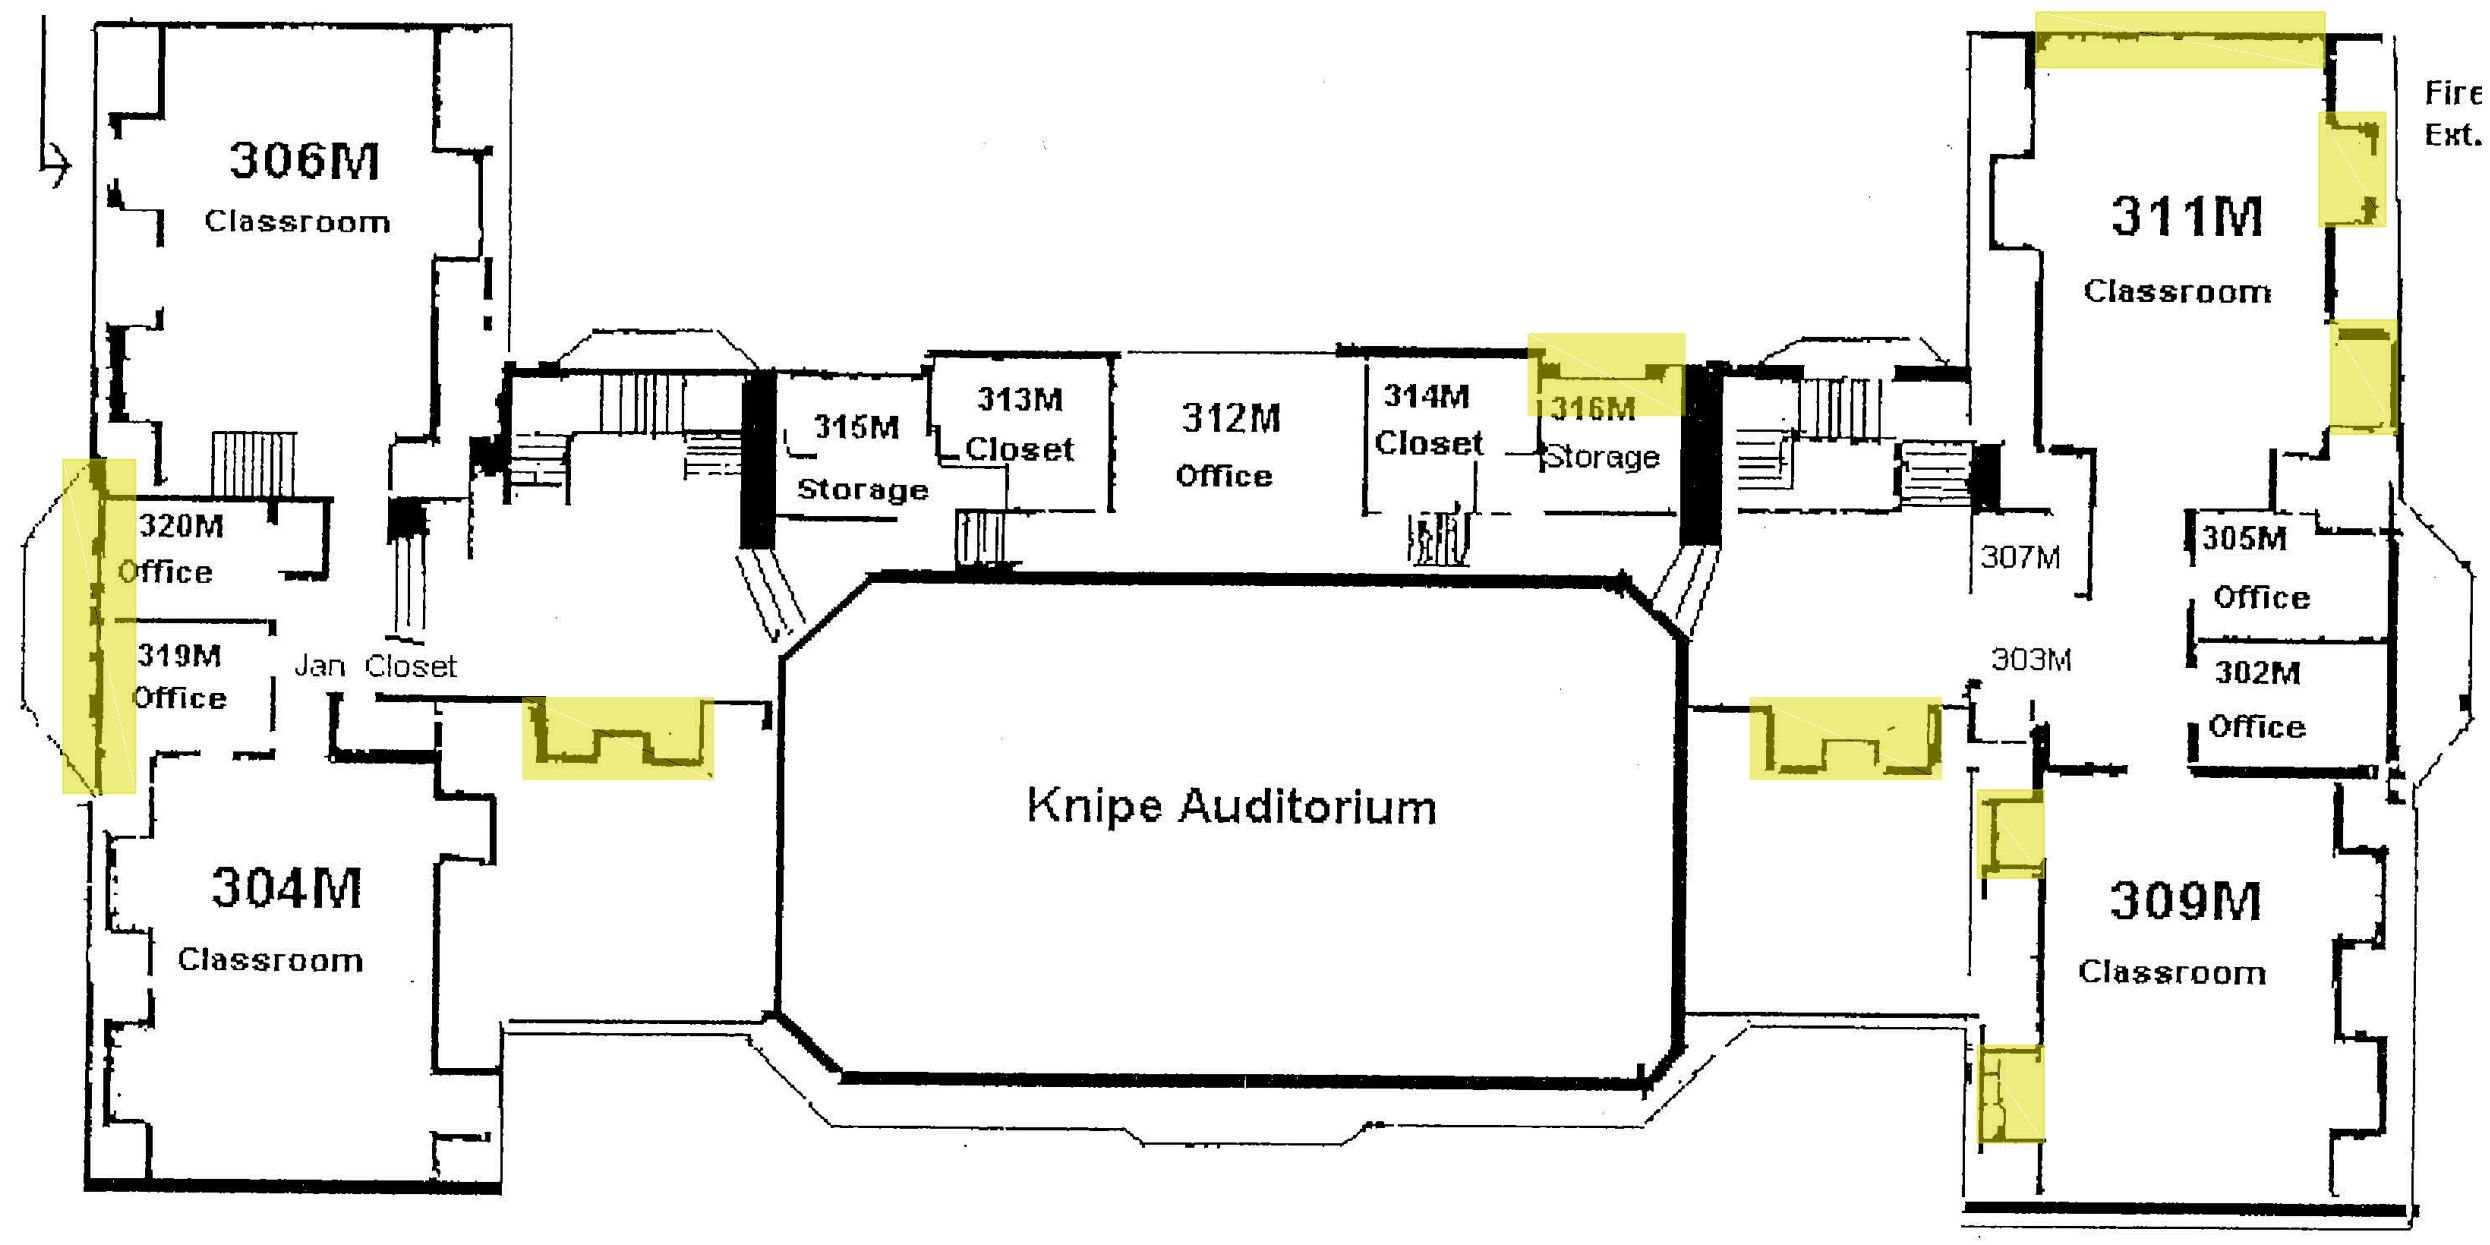 306M
Classroom
311M
Classroom
Fire
Ext.
315M
Storage
313M
Closet
312M
Office
314M
Closet
316M
Storage
320M
Office
319M
Office
Jan Closet
307M
303M
305M
Office
302M
Office
Knipe Auditorium
304M
Classroom
309M
Classroom